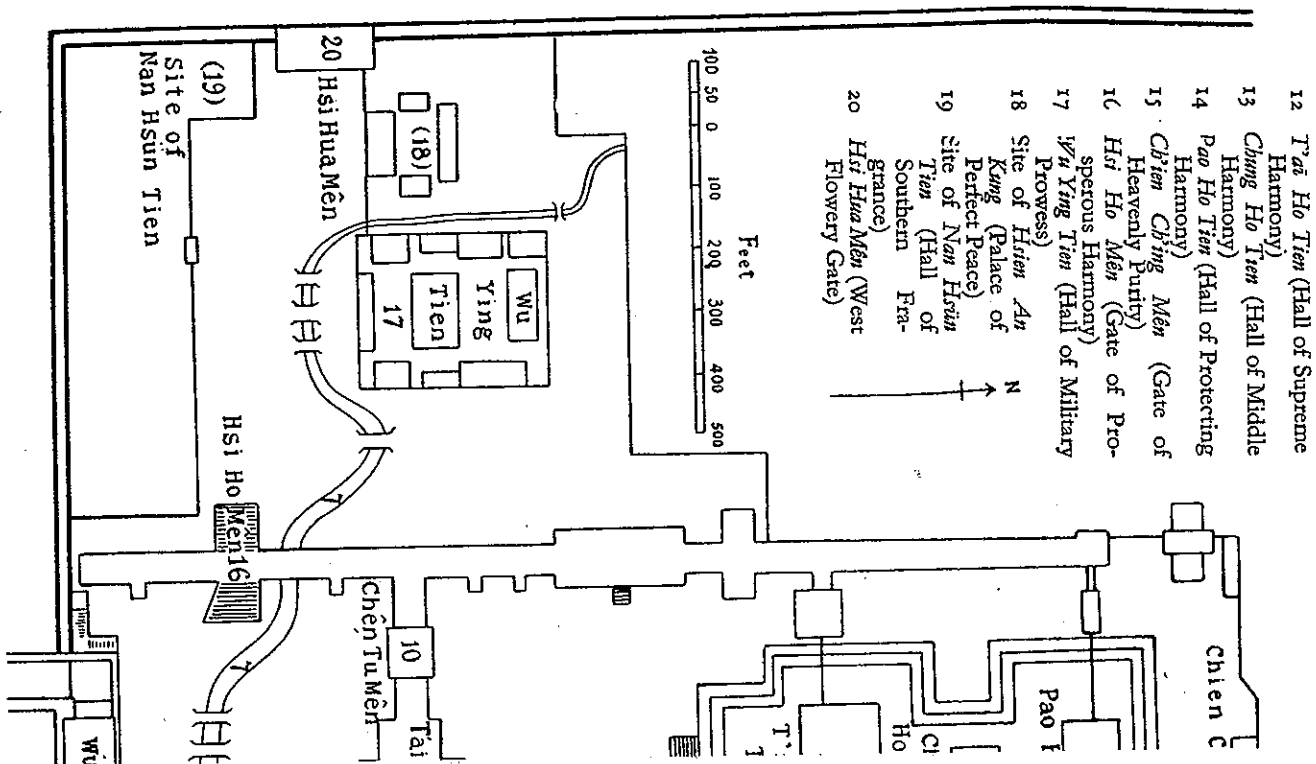 12 T'ai Ho Tien (Hall of Supreme
Harmony)
13 Chung Ho Tien (Hall of Middle
Harmony)
14 Pao Ho Tien (Hall of Protecting
Harmony)
15 Ch'ien Ch'ing Mên (Gate of
Heavenly Purity)
16 Hsi Ho Mên (Gate of Pro-
sperous Harmony)
17 Wu Ying Tien (Hall of Military
Prowess)
18 Site of Hsien An
Kung (Palace of
Perfect Peace)
19 Site of Nan Hsün
Tien (Hall of
Southern Fra-
grance)
20 Hsi Hua Mên (West
Flowery Gate)
N
Feet
100 50 0 100 200 300 400 500
20
Hsi Hua Mên
(18)
(19)
Site of
Nan Hsun Tien
Wu
Ying
Tien
17
Hsi Ho Men 16
7
7
10
Chên Tu Mên
Tai
Wu
Chien C
Pao
Ho